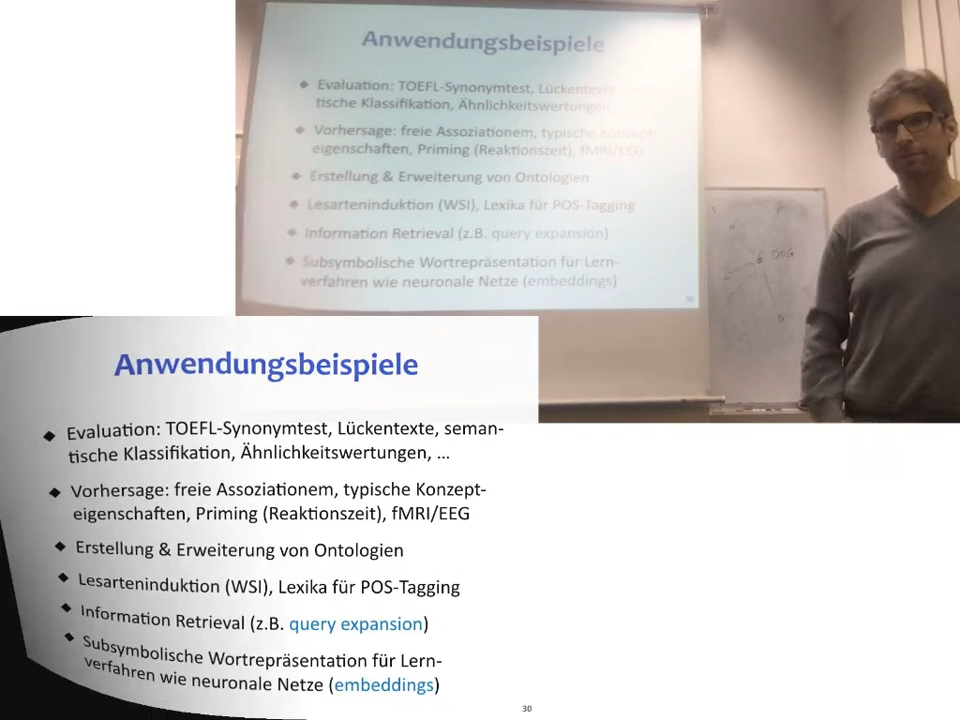 Anwendungsbeispiele
Evaluation: TOEFL-Synonymtest, Lückentexte
tische Klassifikation, Ähnlichkeitswertungen,
Vorhersage: freie Assoziationem, typische Konzept-
eigenschaften, Priming (Reaktionszeit), fMRI/EEG
Erstellung & Erweiterung von Ontologien
Lesarteninduktion (WSI), Lexika für POS-Tagging
Information Retrieval (z.B. query expansion)
Subsymbolische Wortrepräsentation für Lern-
verfahren wie neuronale Netze (embeddings)
30
DOG
Anwendungsbeispiele
Evaluation: TOEFL-Synonymtest, Lückentexte, seman-
tische Klassifikation, Ähnlichkeitswertungen, ...
Vorhersage: freie Assoziationem, typische Konzept-
eigenschaften, Priming (Reaktionszeit), fMRI/EEG
Erstellung & Erweiterung von Ontologien
Lesarteninduktion (WSI), Lexika für POS-Tagging
Information Retrieval (z.B. query expansion)
Subsymbolische Wortrepräsentation für Lern-
verfahren wie neuronale Netze (embeddings)
30